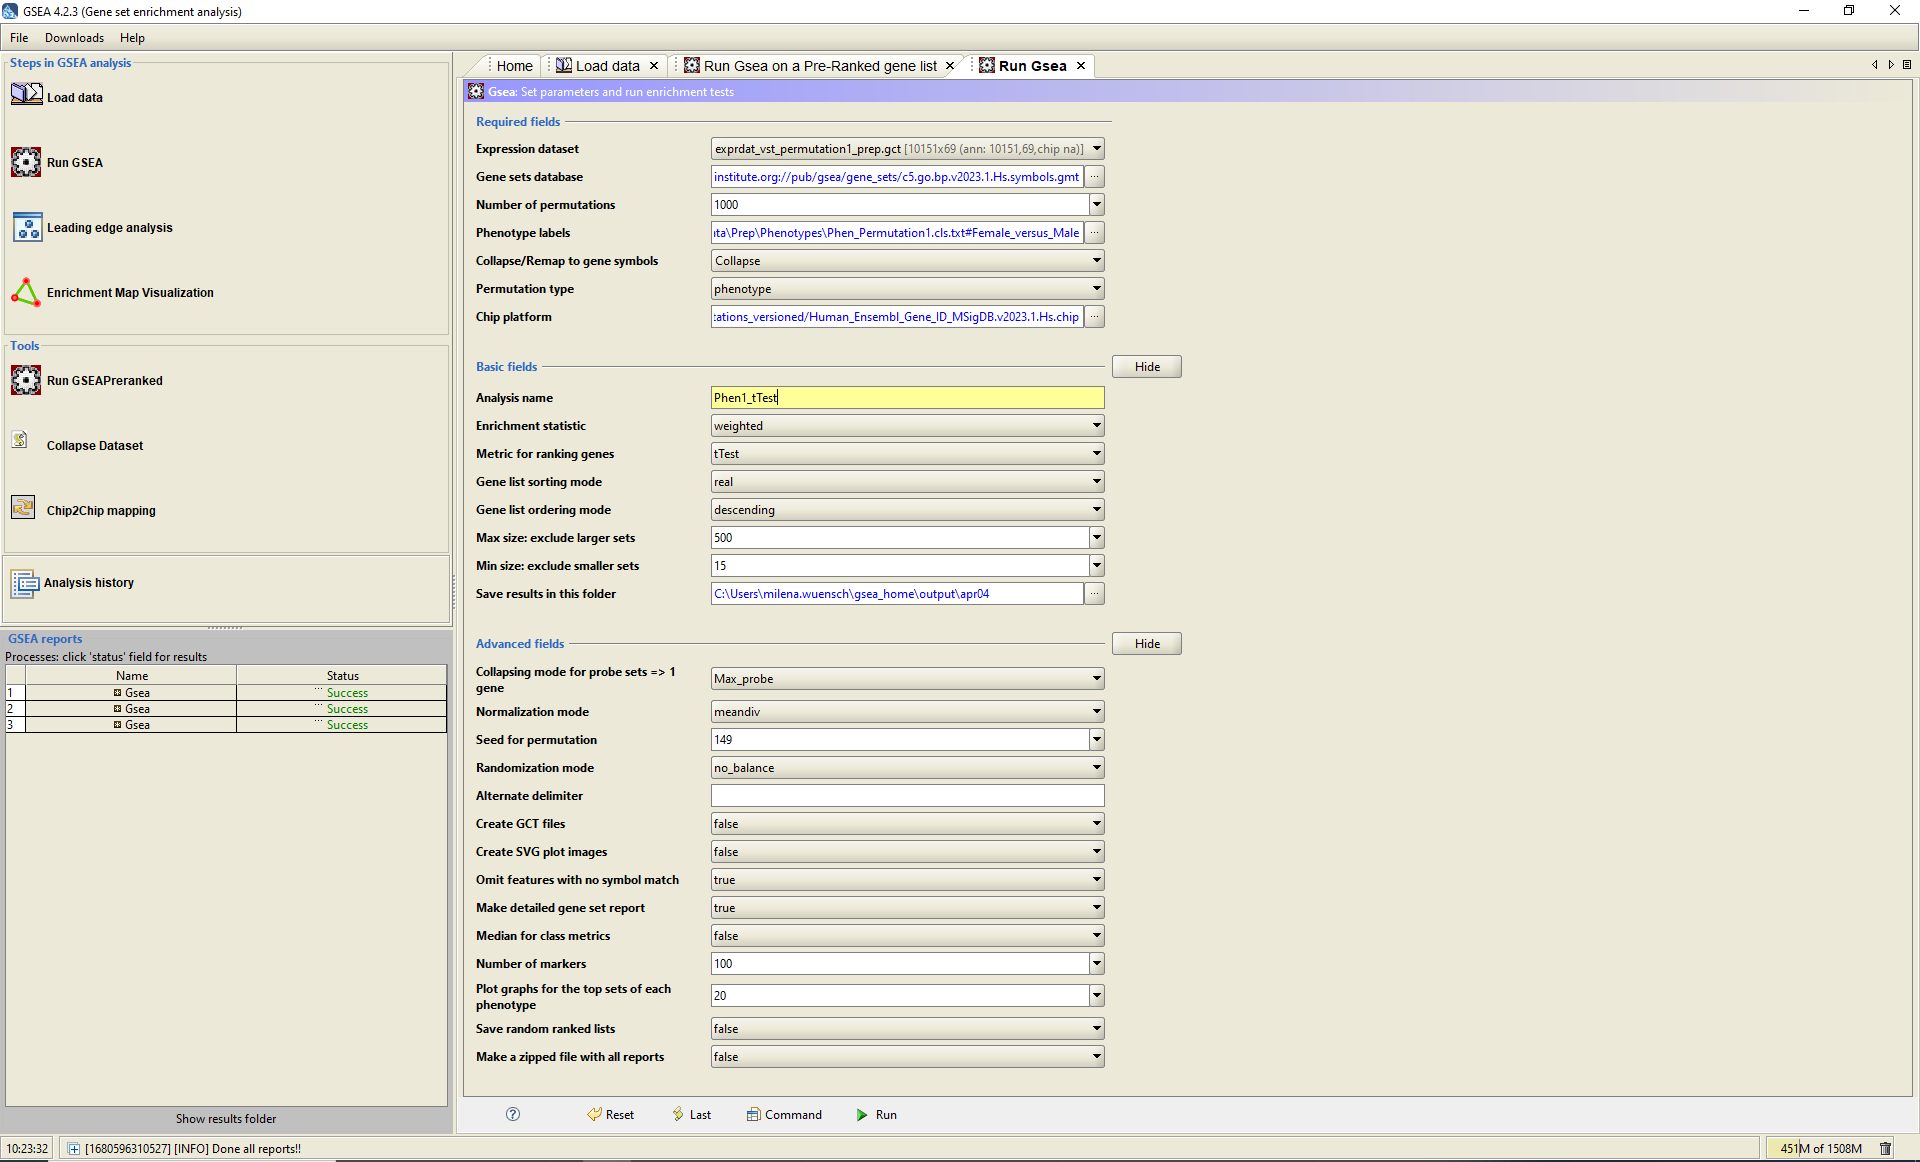 GSEA 4.2.3 (Gene set enrichment analysis)
File Downloads Help
Steps in GSEA analysis
Load data
Run GSEA
Leading edge analysis
Enrichment Map Visualization
Tools
Run GSEAPreranked
Collapse Dataset
Chip2Chip mapping
Analysis history
GSEA reports
Processes: click 'status' field for results
Name Status
1 Gsea ... Success
2 Gsea ... Success
3 Gsea ... Success
Show results folder
Home Load data Run Gsea on a Pre-Ranked gene list Run Gsea
Gsea: Set parameters and run enrichment tests
Required fields
Expression dataset exprdat_vst_permutation1_prep.gct [10151x69 (ann: 10151,69,chip na)]
Gene sets database institute.org://pub/gsea/gene_sets/c5.go.bp.v2023.1.Hs.symbols.gmt ...
Number of permutations 1000
Phenotype labels ıta\Prep\Phenotypes\Phen_Permutation1.cls.txt#Female_versus_Male ...
Collapse/Remap to gene symbols Collapse
Permutation type phenotype
Chip platform tations_versioned/Human_Ensembl_Gene_ID_MSigDB.v2023.1.Hs.chip ...
Basic fields Hide
Analysis name Phen1_tTest
Enrichment statistic weighted
Metric for ranking genes tTest
Gene list sorting mode real
Gene list ordering mode descending
Max size: exclude larger sets 500
Min size: exclude smaller sets 15
Save results in this folder C:\Users\milena.wuensch\gsea_home\output\apr04 ...
Advanced fields Hide
Collapsing mode for probe sets => 1
gene Max_probe
Normalization mode meandiv
Seed for permutation 149
Randomization mode no_balance
Alternate delimiter
Create GCT files false
Create SVG plot images false
Omit features with no symbol match true
Make detailed gene set report true
Median for class metrics false
Number of markers 100
Plot graphs for the top sets of each
phenotype 20
Save random ranked lists false
Make a zipped file with all reports false
? Reset Last Command Run
10:23:32 [1680596310527] [INFO] Done all reports!! 451M of 1508M